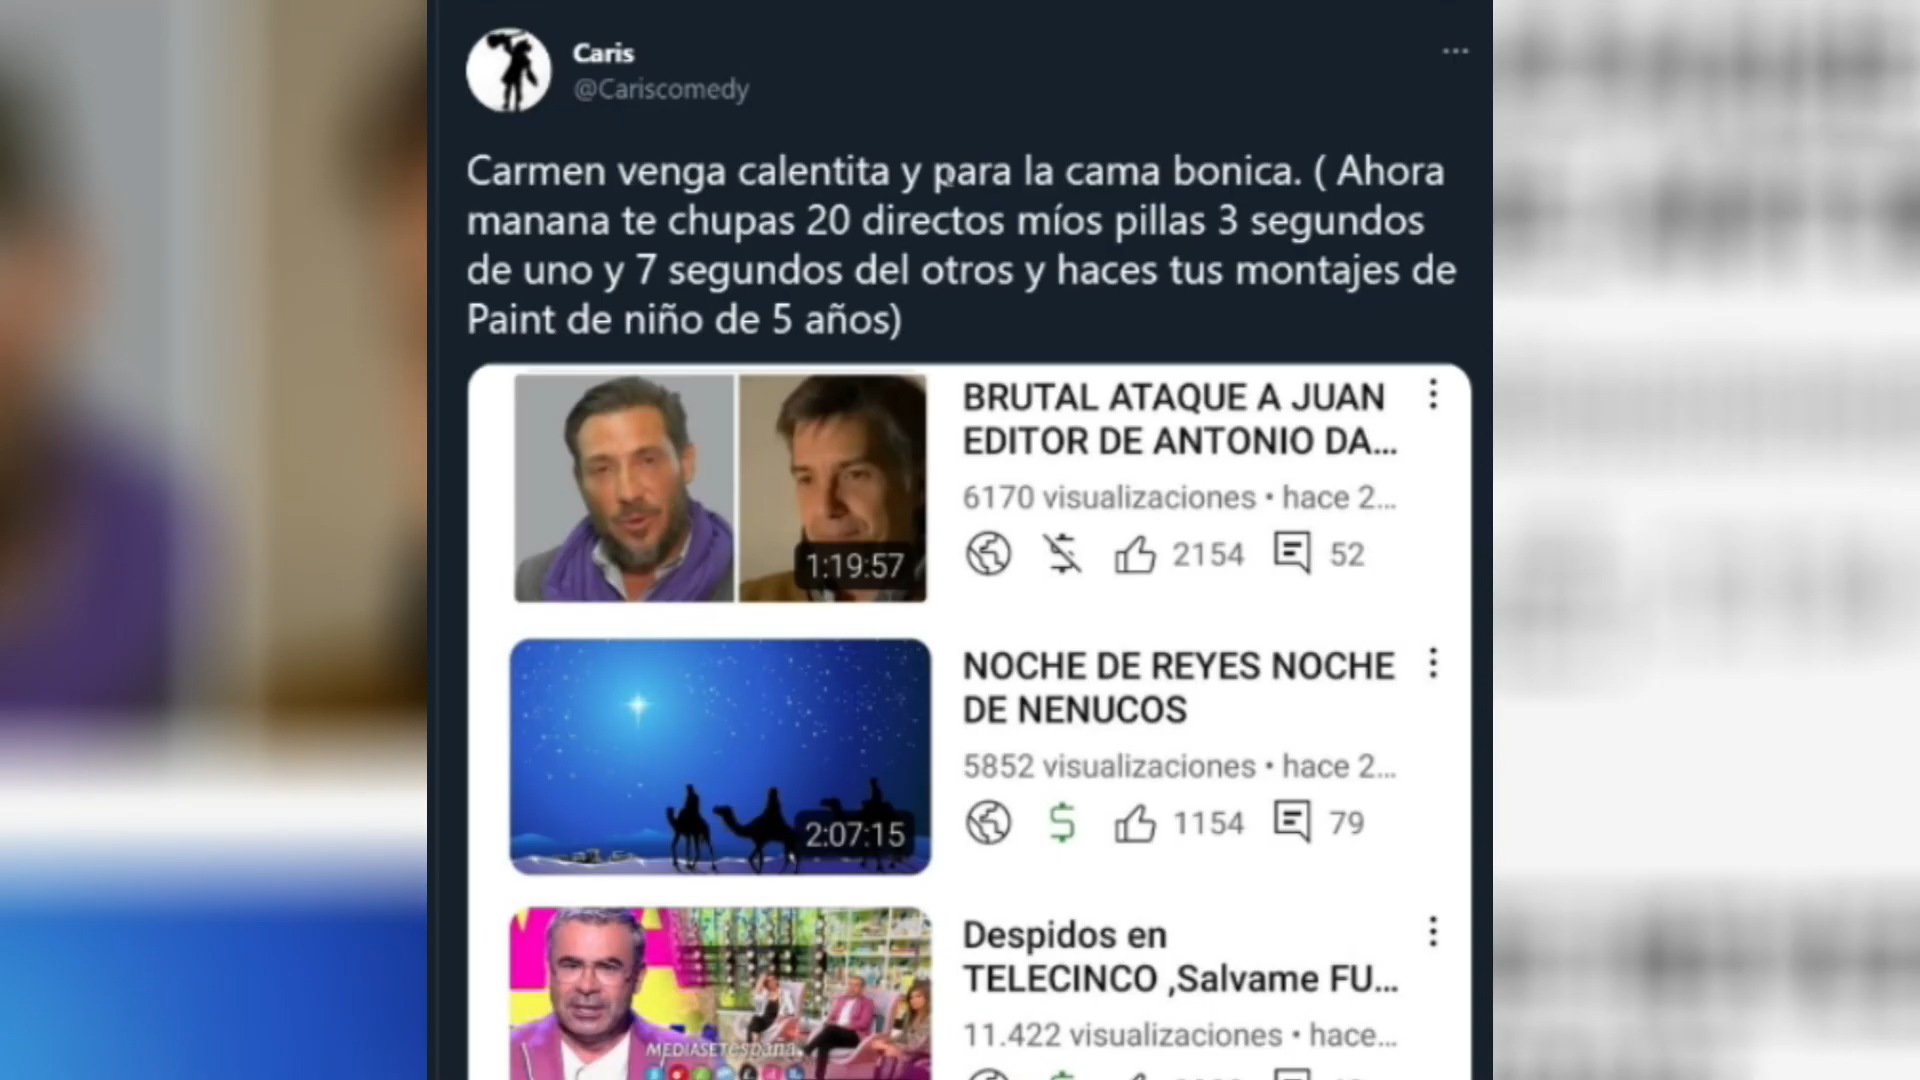 Caris
@Cariscomedy
Carmen venga calentita y para la cama bonica. ( Ahora
manana te chupas 20 directos míos pillas 3 segundos
de uno y 7 segundos del otros y haces tus montajes de
Paint de niño de 5 años)
BRUTAL ATAQUE A JUAN
EDITOR DE ANTONIO DA...
6170 visualizaciones • hace 2...
2154 52
1:19:57
NOCHE DE REYES NOCHE
DE NENUCOS
5852 visualizaciones • hace 2...
1154 79
2:07:15
Despidos en
TELECINCO ,Salvame FU...
11.422 visualizaciones • hace...
MEDIASETespana.